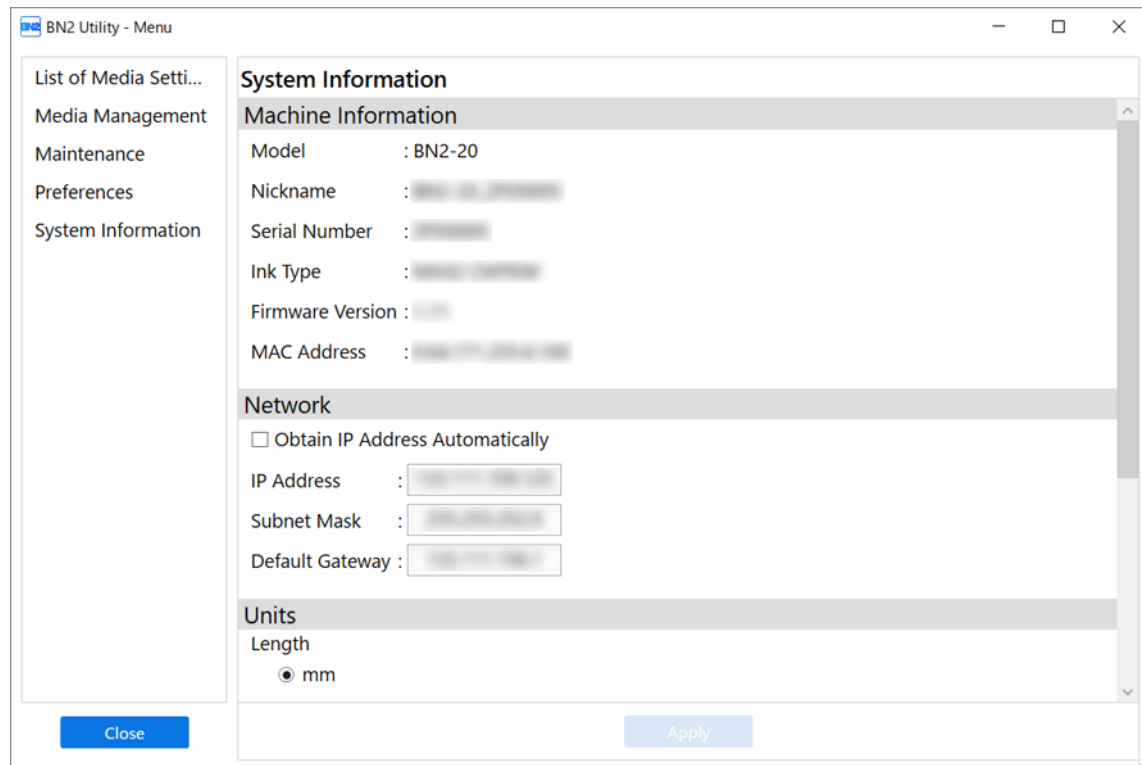 BN2 BN2 Utility - Menu
List of Media Setti...
Media Management
Maintenance
Preferences
System Information
Close
System Information
Machine Information
Model : BN2-20
Nickname :
Serial Number :
Ink Type :
Firmware Version :
MAC Address :
Network
Obtain IP Address Automatically
IP Address :
Subnet Mask :
Default Gateway :
Units
Length
mm
Apply